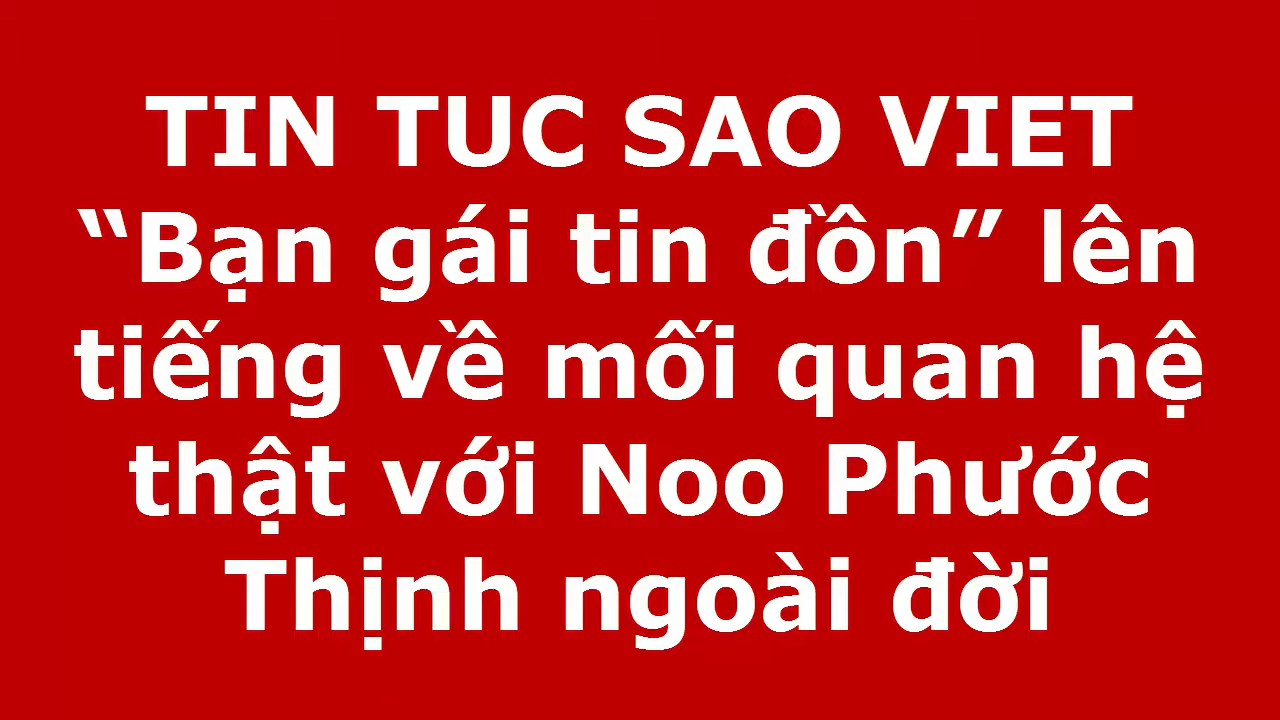 TIN TUC SAO VIET
“Bạn gái tin đồn” lên
tiếng về mối quan hệ
thật với Noo Phước
Thịnh ngoài đời